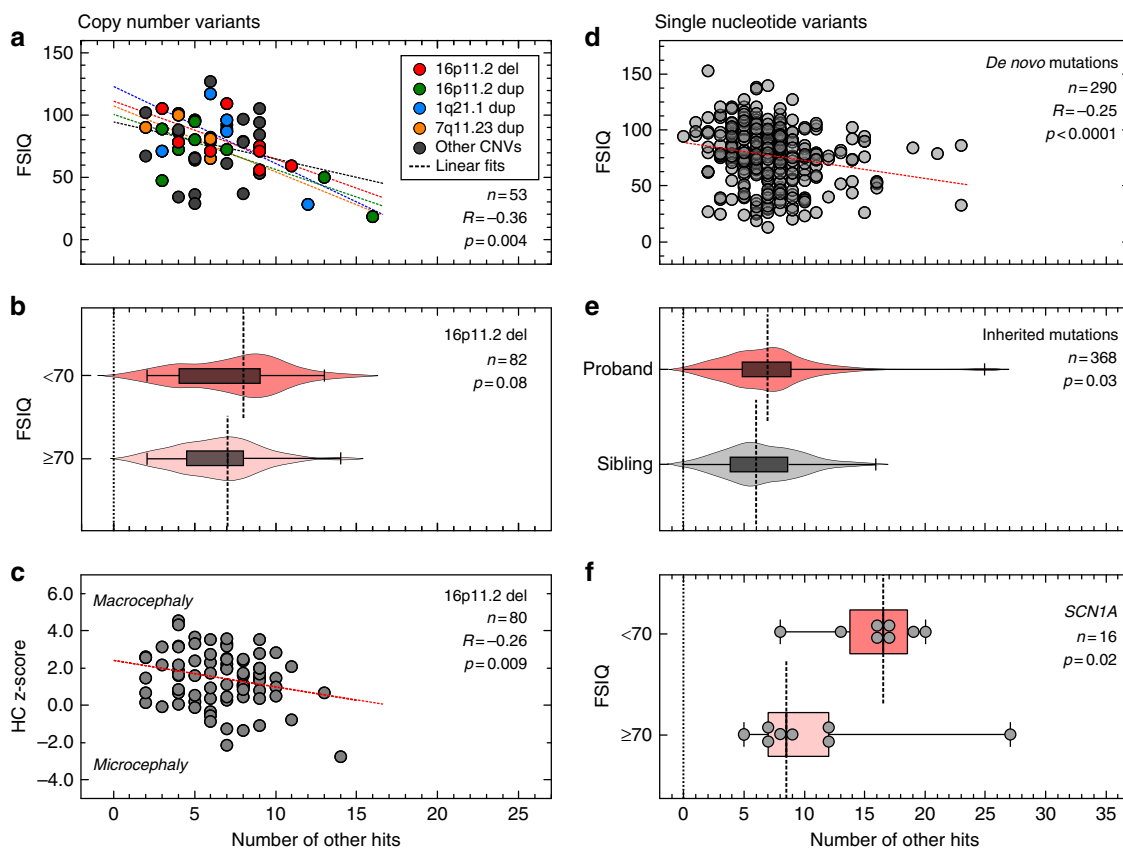 Copy number variants
a
150
100
50
0
FSIQ
16p11.2 del
16p11.2 dup
1q21.1 dup
7q11.23 dup
Other CNVs
Linear fits
n=53
R=−0.36
p=0.004
b
FSIQ
<70
≥70
16p11.2 del
n=82
p=0.08
c
6.0
4.0
2.0
0.0
−2.0
−4.0
HC z-score
Macrocephaly
Microcephaly
16p11.2 del
n=80
R=−0.26
p=0.009
0 5 10 15 20 25
Number of other hits
Single nucleotide variants
d
150
100
50
0
FSIQ
De novo mutations
n=290
R=−0.25
p<0.0001
e
Proband
Sibling
Inherited mutations
n=368
p=0.03
f
FSIQ
<70
≥70
SCN1A
n=16
p=0.02
0 5 10 15 20 25 30 35
Number of other hits